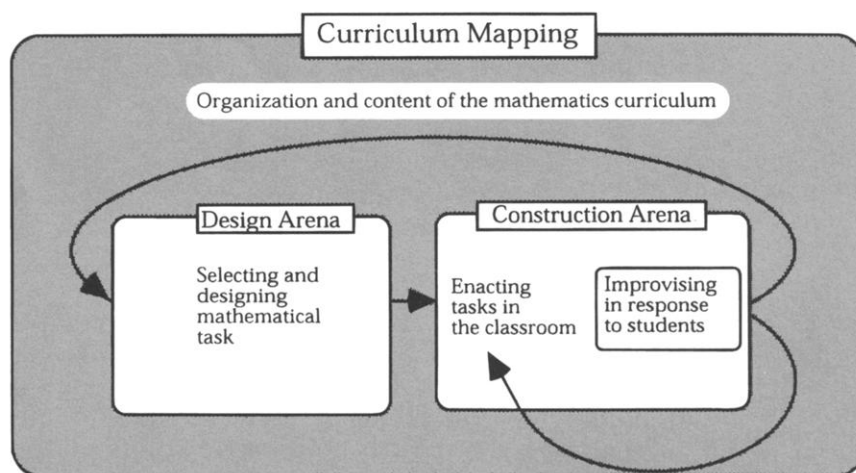 Curriculum Mapping
Organization and content of the mathematics curriculum
Design Arena
Selecting and
designing
mathematical
task
Construction Arena
Enacting
tasks in
the classroom
Improvising
in response
to students